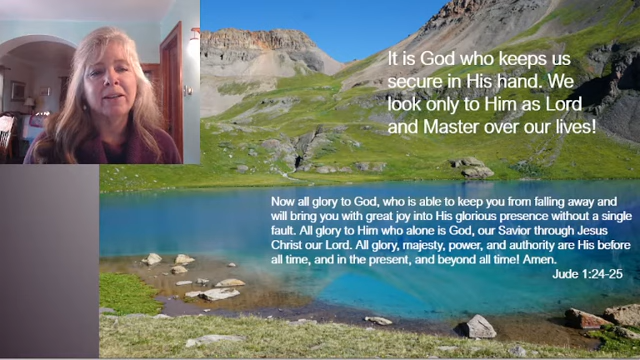 It is God who keeps us
secure in His hand. We
look only to Him as Lord
and Master over our lives!
Now all glory to God, who is able to keep you from falling away and
will bring you with great joy into His glorious presence without a single
fault. All glory to Him who alone is God, our Savior through Jesus
Christ our Lord. All glory, majesty, power, and authority are His before
all time, and in the present, and beyond all time! Amen.
Jude 1:24-25